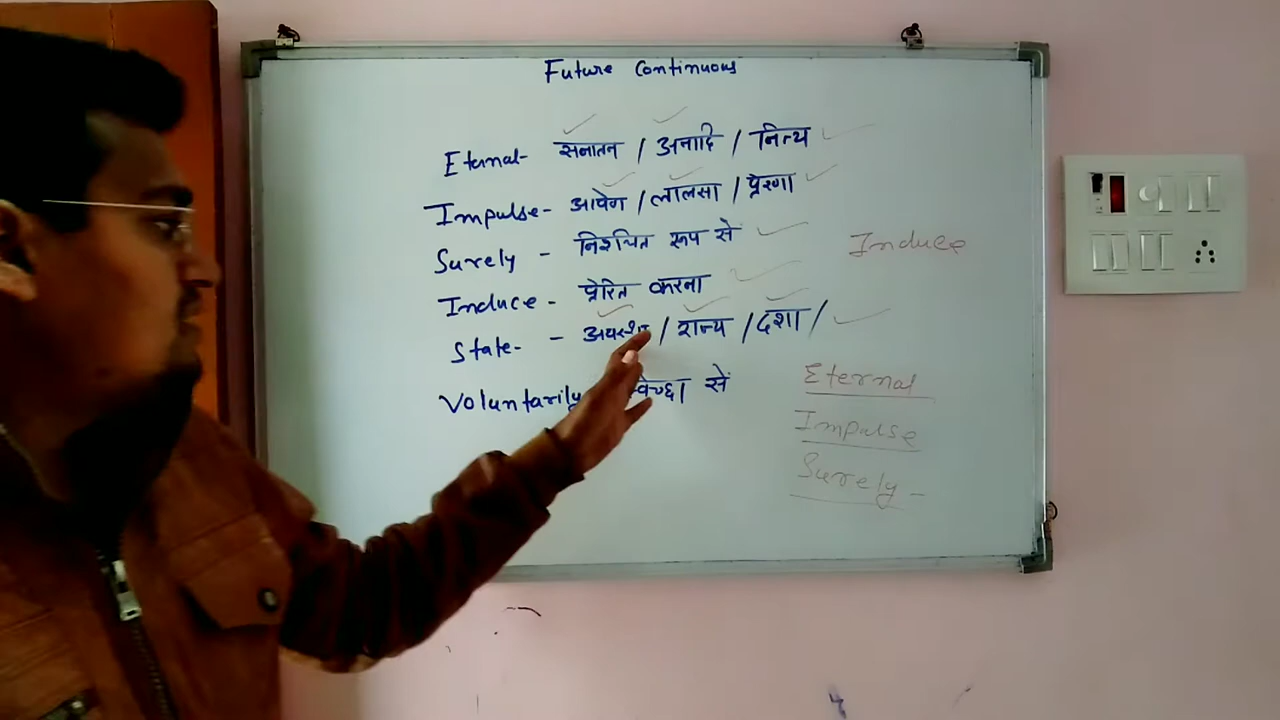 Future Continuous
Eternal- सनातन / अनादि / नित्य
Impulse- आवेग / लालसा / प्रेरणा
Surely - निश्चित रूप से
Induce
Induce - प्रेरित करना
State- - अवस्था / राज्य / दशा /
Voluntarily से
Eternal
Impulse
Surely -